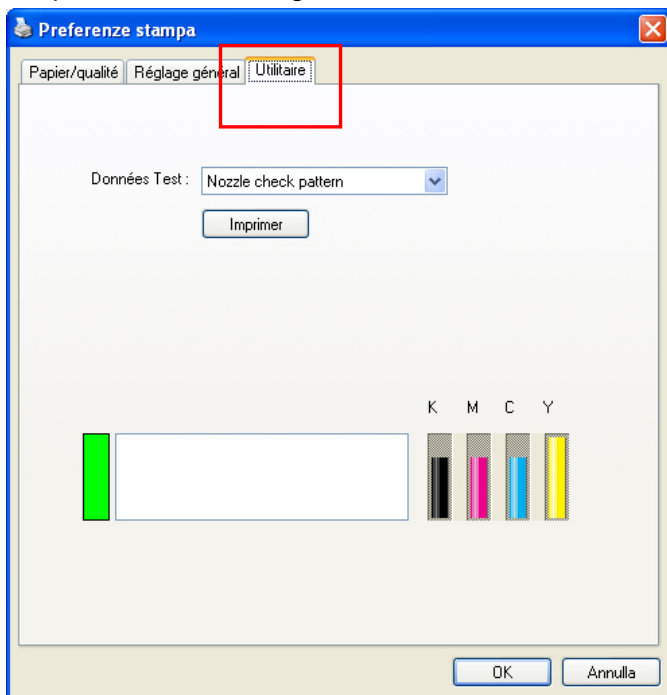 Preferenze stampa
Papier/qualité Réglage général Utilitaire
Données Test : Nozzle check pattern
Imprimer
K M C Y
OK Annulla